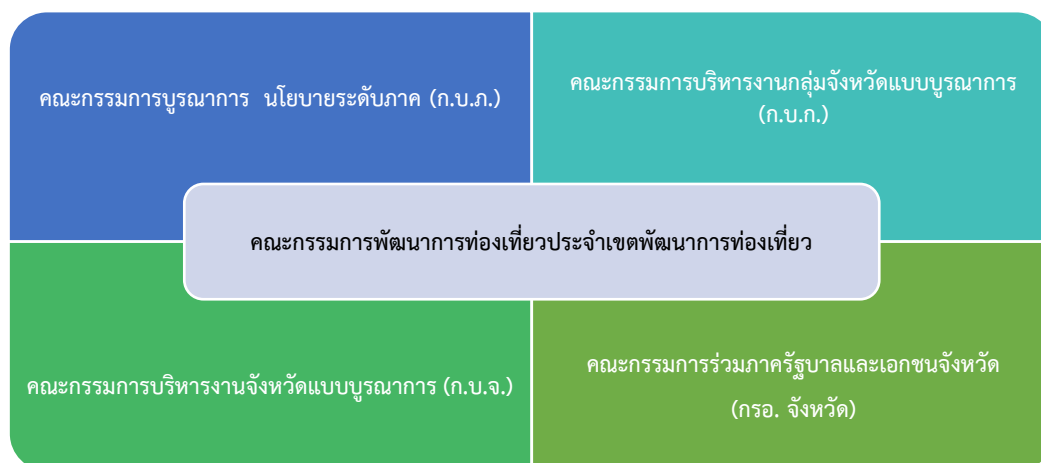 คณะกรรมการบูรณาการ นโยบายระดับภาค (ก.บ.ภ.)
คณะกรรมการบริหารงานกลุ่มจังหวัดแบบบูรณาการ
(ก.บ.ก.)
คณะกรรมการพัฒนาการท่องเที่ยวประจำเขตพัฒนาการท่องเที่ยว
คณะกรรมการบริหารงานจังหวัดแบบบูรณาการ (ก.บ.จ.)
คณะกรรมการร่วมภาครัฐบาลและเอกชนจังหวัด
(กรอ. จังหวัด)